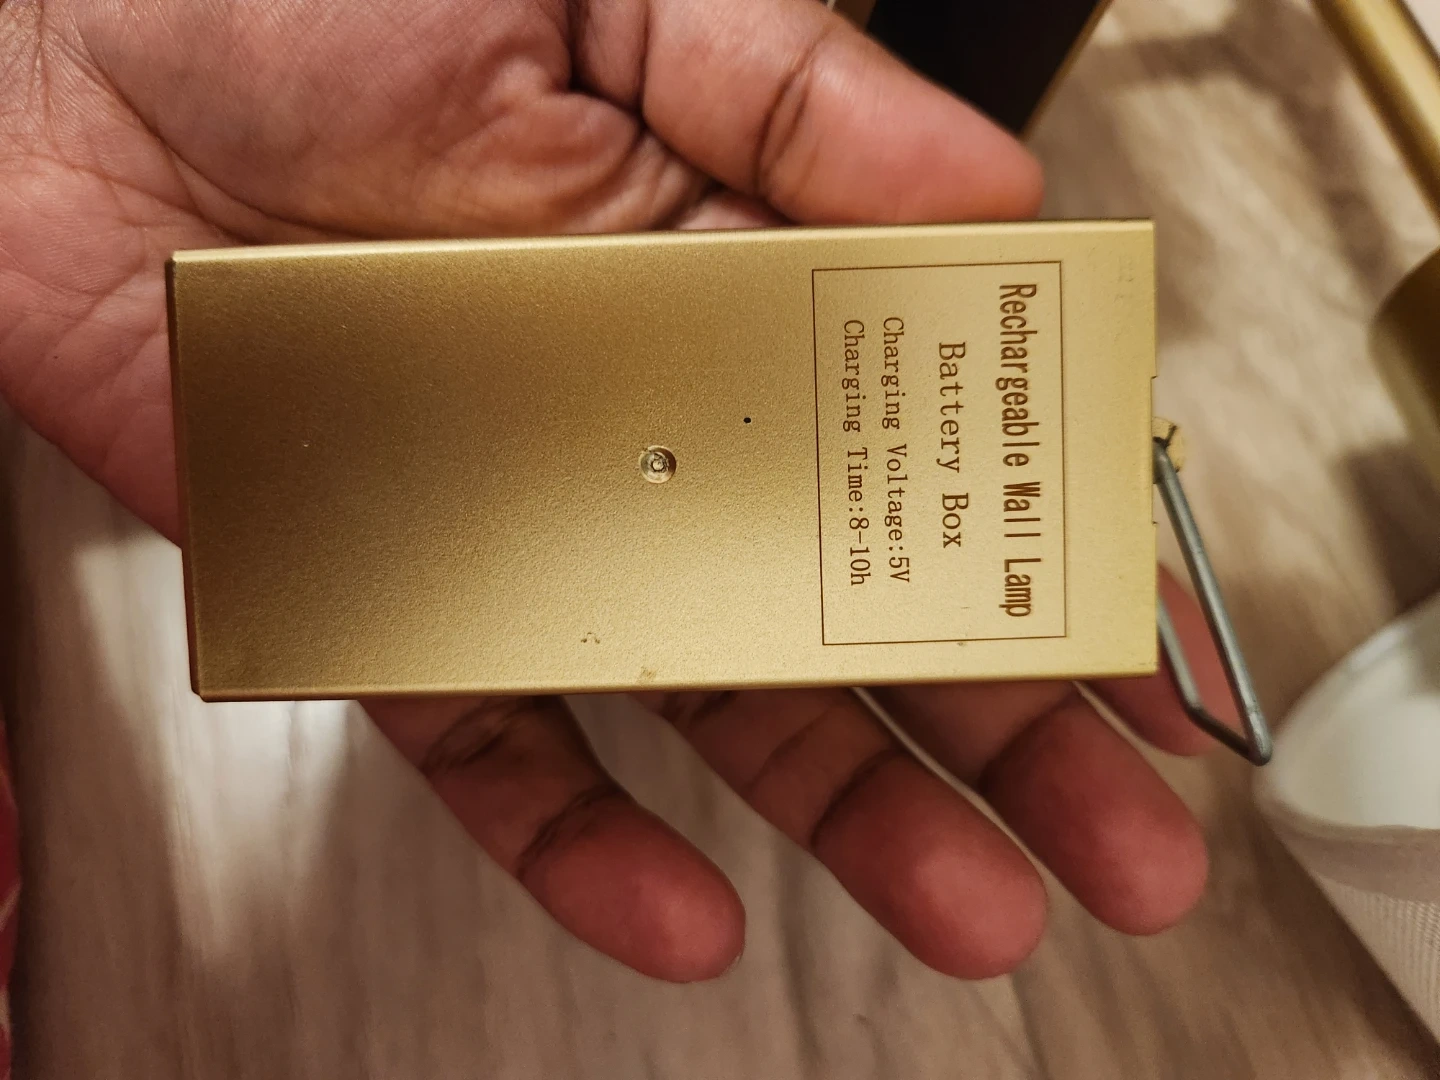 Rechargeable Wall Lamp
Battery Box
Charging Voltage:5V
Charging Time:8-10h